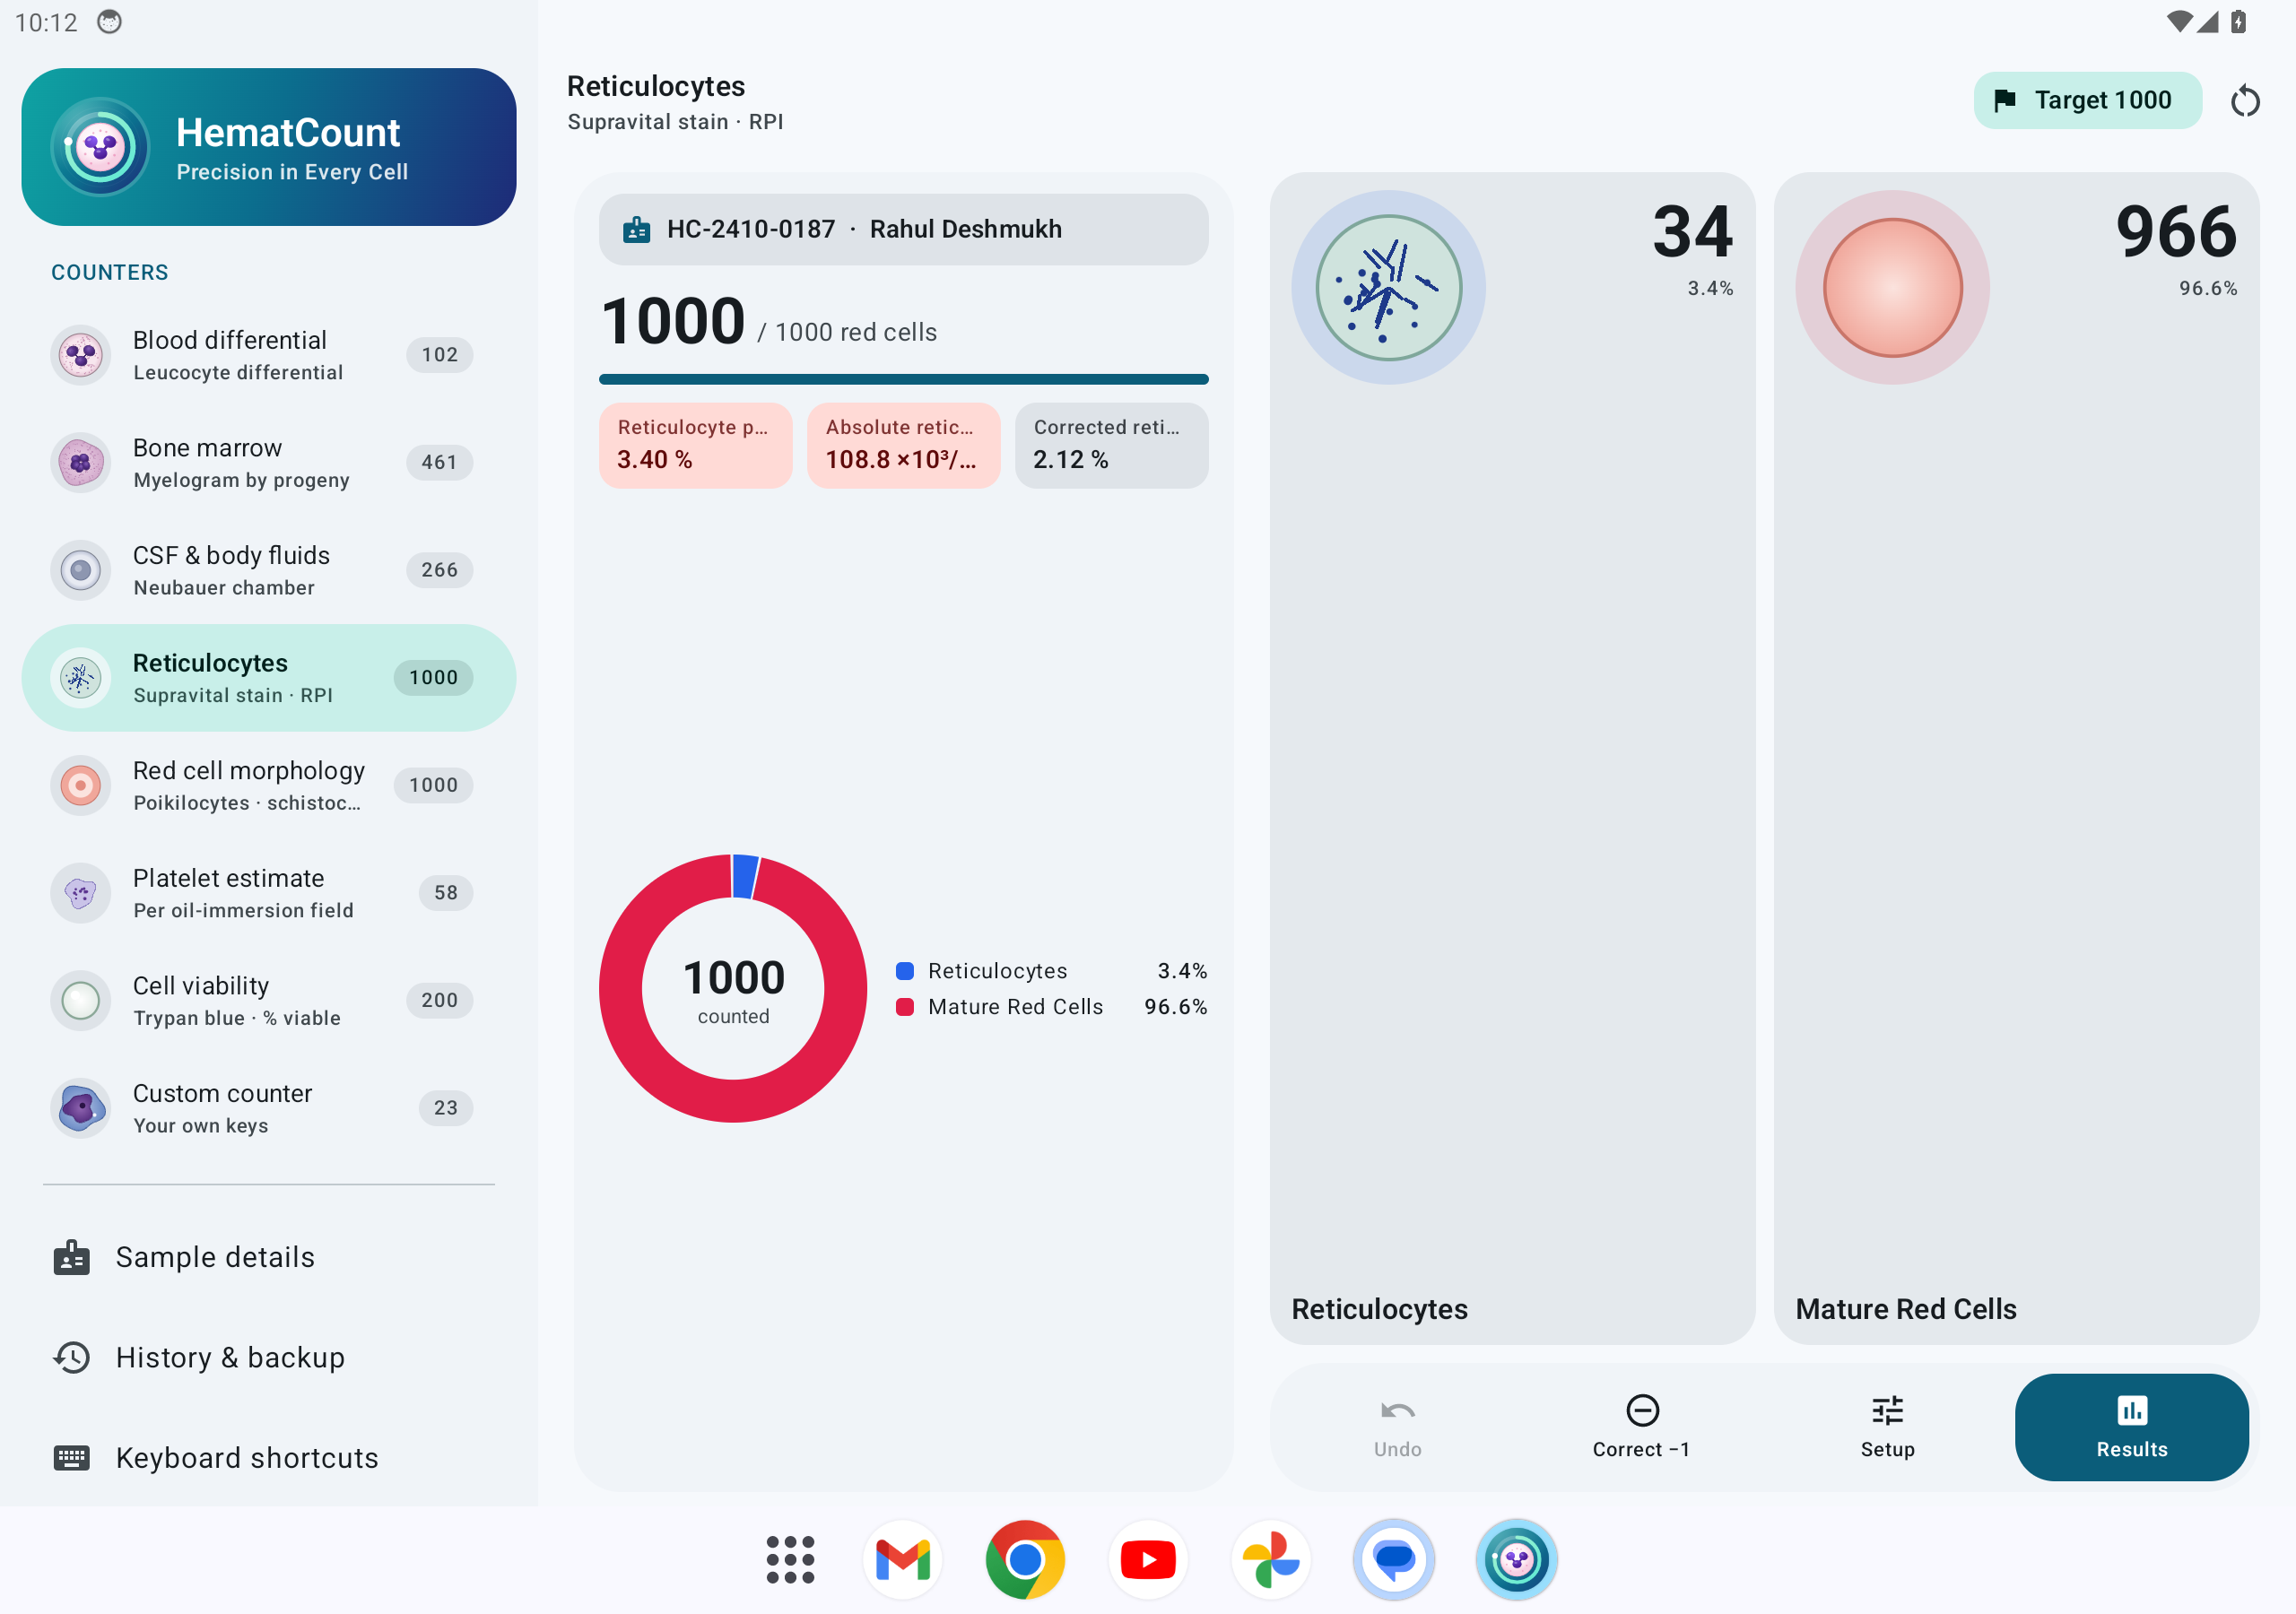 10:12
HematCount
Precision in Every Cell
COUNTERS
Blood differential
Leucocyte differential
102
Bone marrow
Myelogram by progeny
461
CSF & body fluids
Neubauer chamber
266
Reticulocytes
Supravital stain · RPI
1000
Red cell morphology
Poikilocytes · schistoc...
1000
Platelet estimate
Per oil-immersion field
58
Cell viability
Trypan blue · % viable
200
Custom counter
Your own keys
23
Sample details
History & backup
Keyboard shortcuts
Reticulocytes
Supravital stain · RPI
Target 1000
HC-2410-0187 · Rahul Deshmukh
1000 / 1000 red cells
Reticulocyte p...
3.40 %
Absolute retic...
108.8 ×10³/...
Corrected reti...
2.12 %
1000
counted
Reticulocytes 3.4%
Mature Red Cells 96.6%
34
3.4%
Reticulocytes
966
96.6%
Mature Red Cells
Undo
Correct −1
Setup
Results